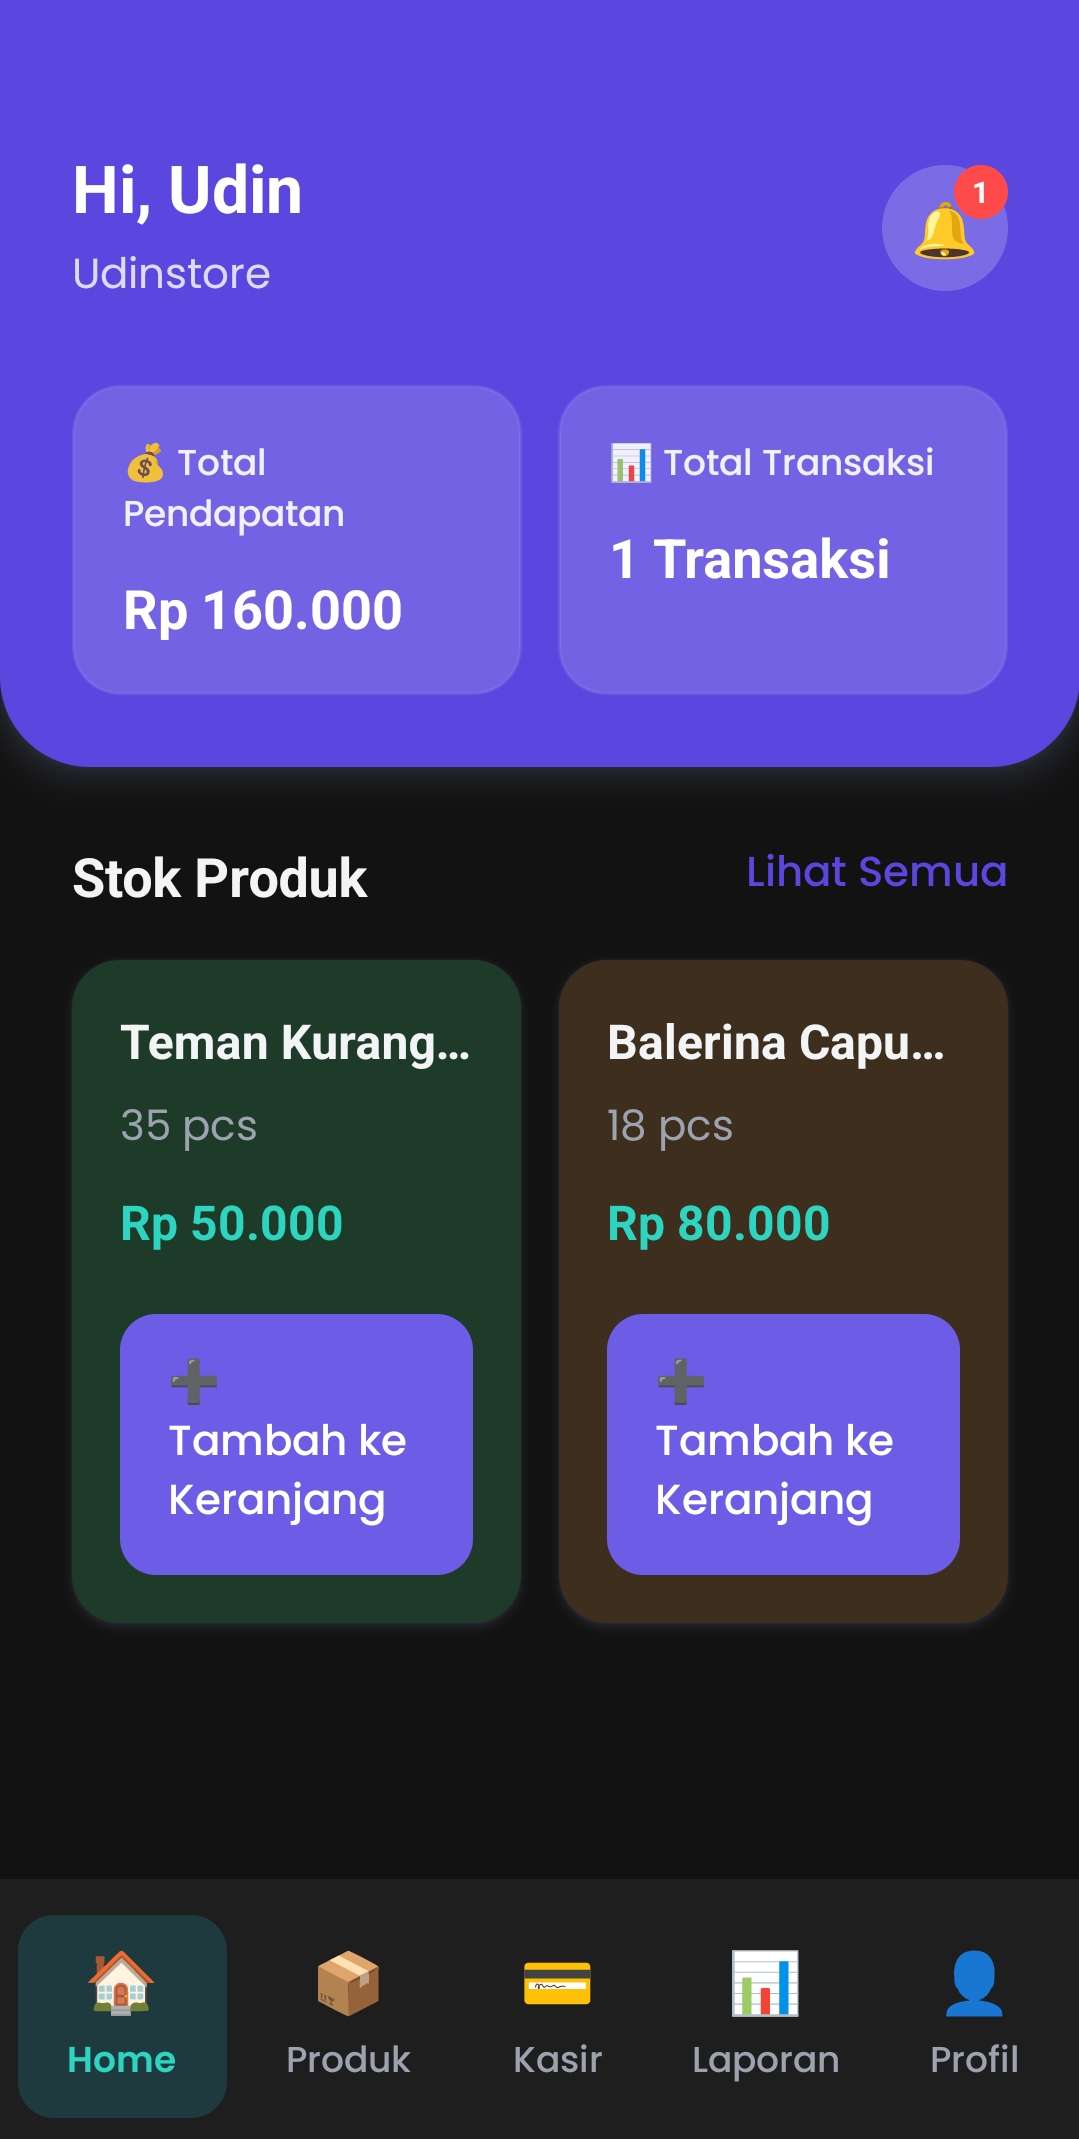 Hi, Udin
1
Udinstore
💰 Total
Pendapatan
Rp 160.000
📊 Total Transaksi
1 Transaksi
Stok Produk
Lihat Semua
Teman Kurang...
35 pcs
Rp 50.000
➕
Tambah ke
Keranjang
Balerina Capu...
18 pcs
Rp 80.000
➕
Tambah ke
Keranjang
Home
Produk
Kasir
Laporan
Profil